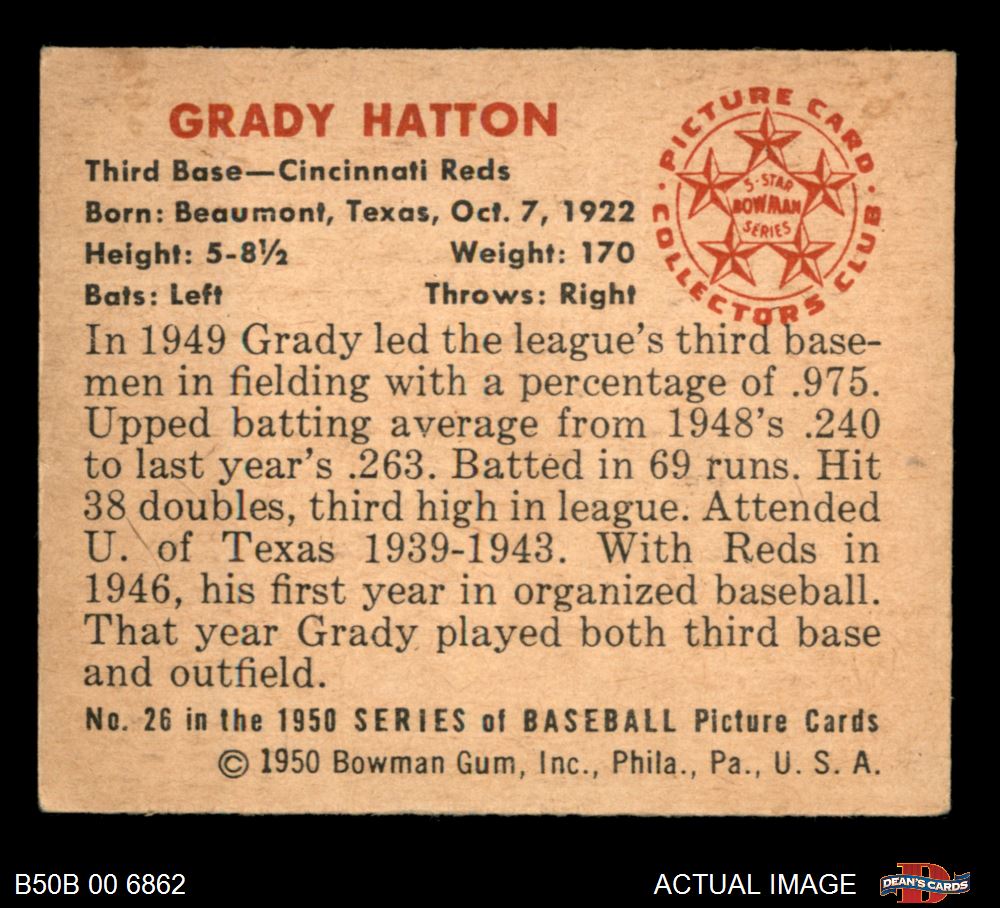 GRADY HATTON
Third Base—Cincinnati Reds
Born: Beaumont, Texas, Oct. 7, 1922
Height: 5-8½ Weight: 170
Bats: Left Throws: Right
PICTURE CARD
COLLECTORS CLUB
5-STAR
BOWMAN
SERIES
In 1949 Grady led the league's third base-
men in fielding with a percentage of .975.
Upped batting average from 1948's .240
to last year's .263. Batted in 69 runs. Hit
38 doubles, third high in league. Attended
U. of Texas 1939-1943. With Reds in
1946, his first year in organized baseball.
That year Grady played both third base
and outfield.
No. 26 in the 1950 SERIES of BASEBALL Picture Cards
© 1950 Bowman Gum, Inc., Phila., Pa., U. S. A.
B50B 00 6862
ACTUAL IMAGE
D
DEAN'S CARDS